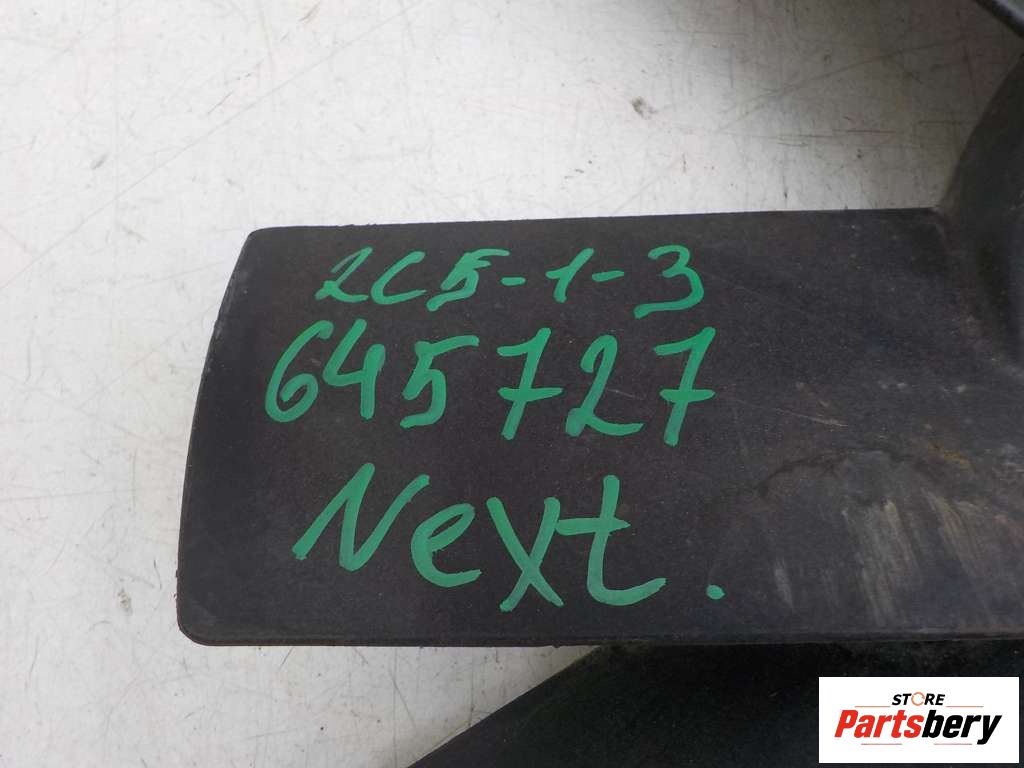 2C5-1-3
645727
Next.
STORE
Partsbery